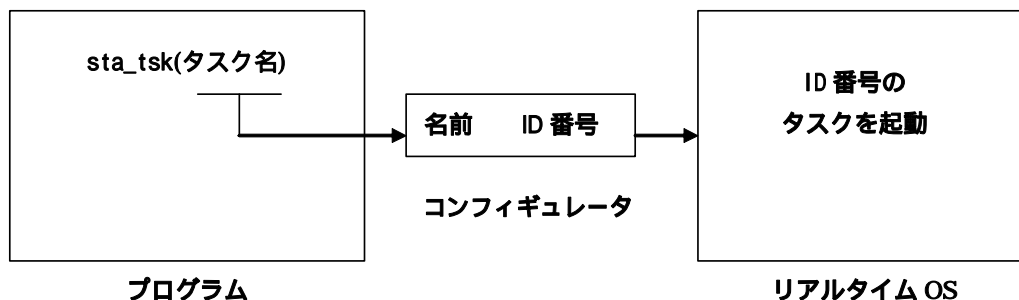 sta_tsk(タスク名)
名前 ID 番号
ID 番号の
タスクを起動
コンフィギュレータ
プログラム
リアルタイム OS